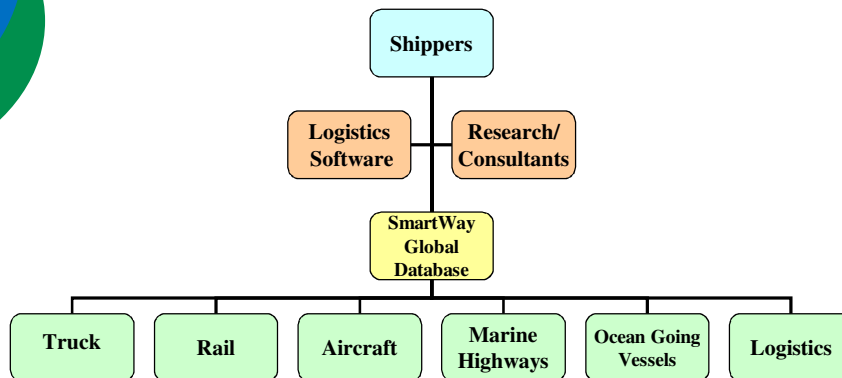 Shippers
Logistics
Software
Research/
Consultants
SmartWay
Global
Database
Truck
Rail
Aircraft
Marine
Highways
Ocean Going
Vessels
Logistics